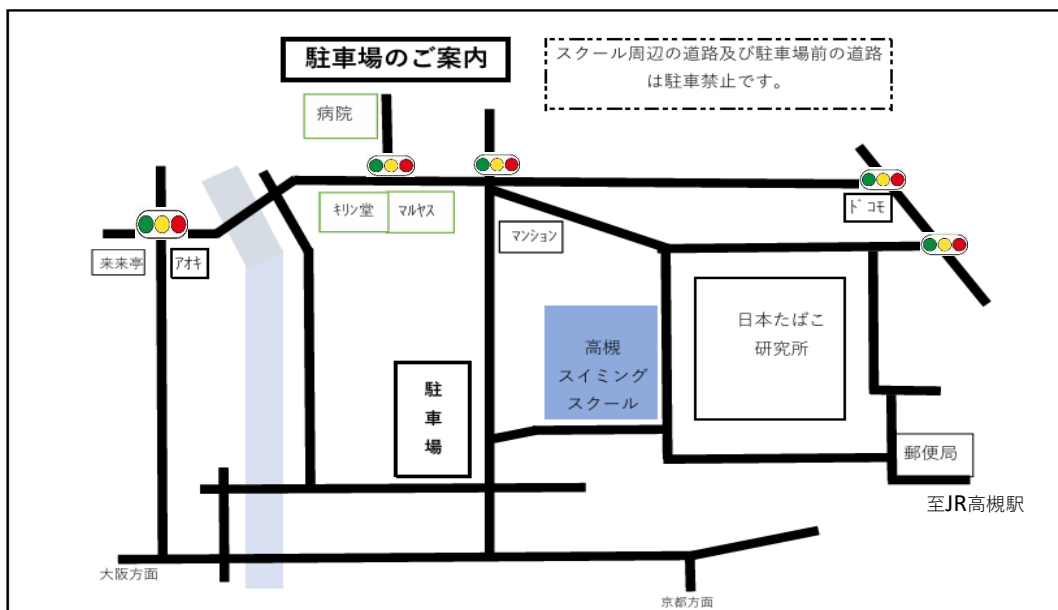 駐車場のご案内
スクール周辺の道路及び駐車場前の道路
は駐車禁止です。
病院
ｷﾘﾝ堂
ﾏﾙﾔｽ
ﾏﾝｼｮﾝ
ﾄﾞｺﾓ
来来亭
ｱｵｷ
日本たばこ
研究所
高槻
スイミング
スクール
駐
車
場
郵便局
至JR高槻駅
大阪方面
京都方面